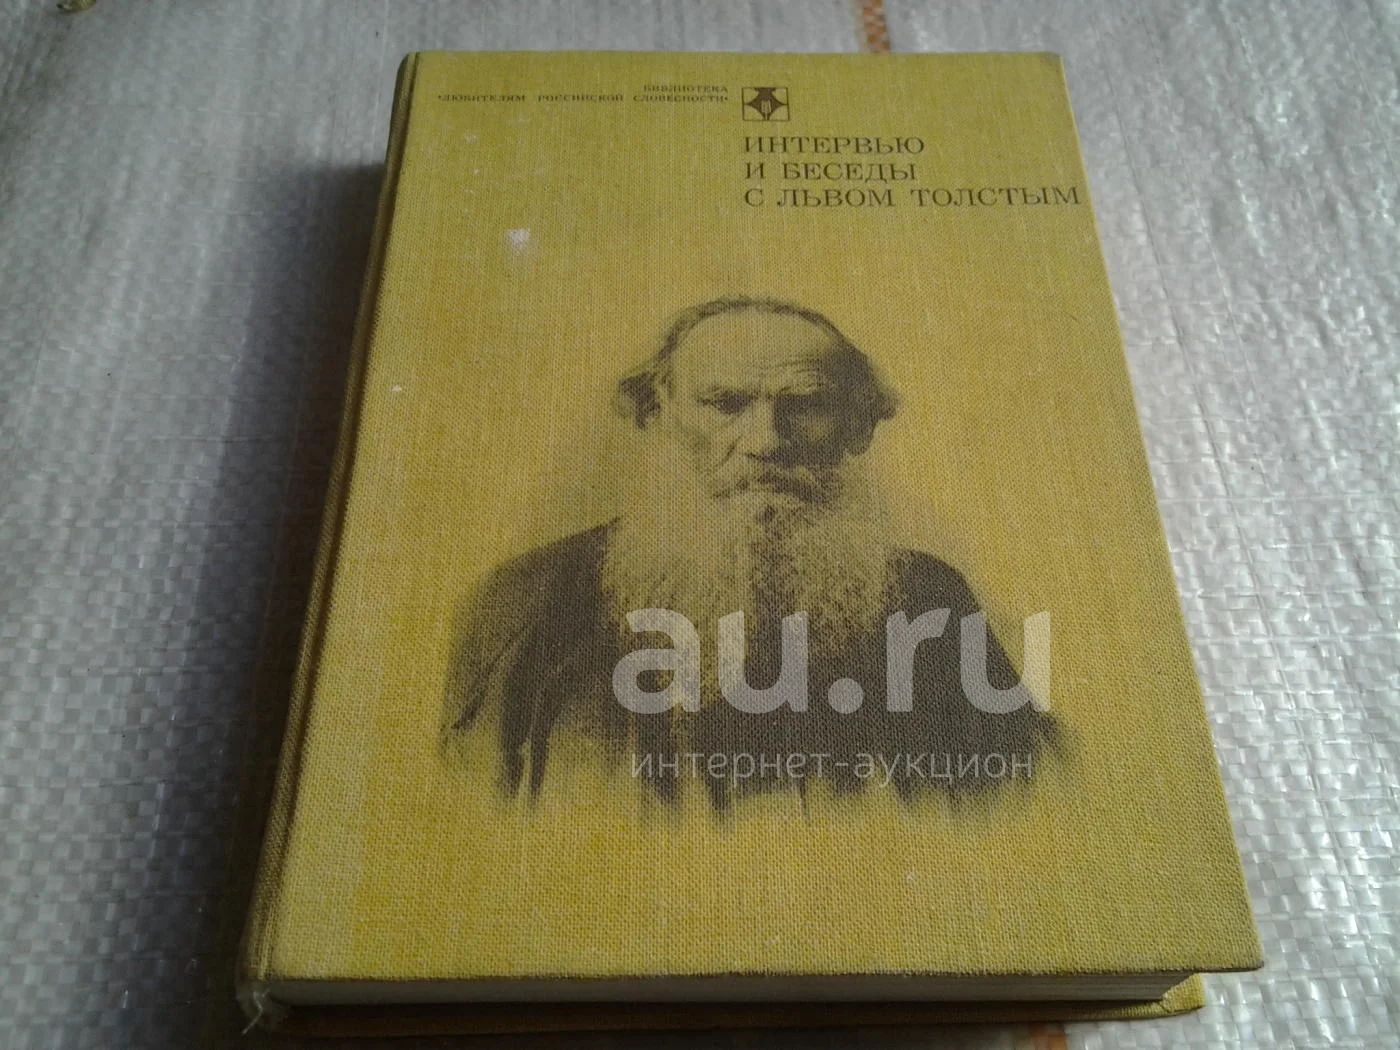 БИБЛИОТЕКА
«ЛЮБИТЕЛЯМ РОССИЙСКОЙ СЛОВЕСНОСТИ»
ИНТЕРВЬЮ
И БЕСЕДЫ
С ЛЬВОМ ТОЛСТЫМ
au.ru
интернет-аукцион